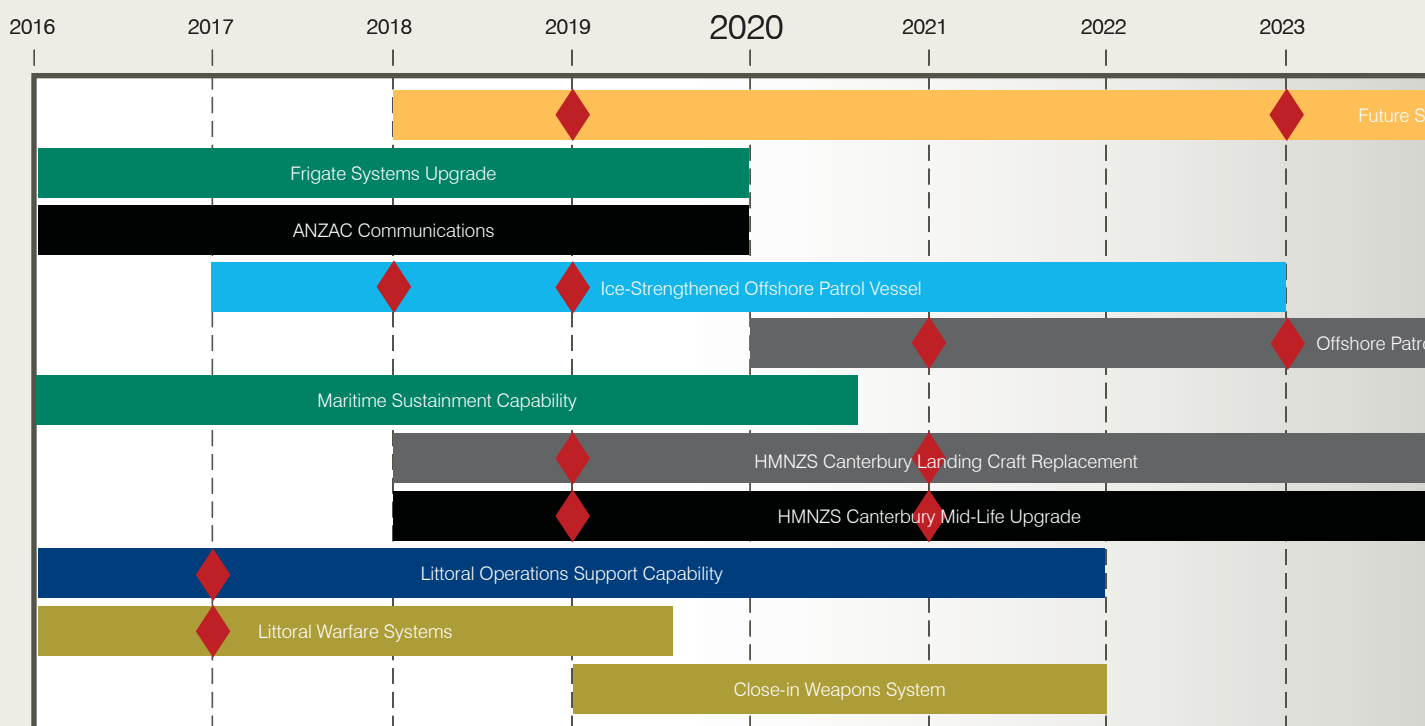 2016 2017 2018 2019 2020 2021 2022 2023
Future S
Frigate Systems Upgrade
ANZAC Communications
Ice-Strengthened Offshore Patrol Vessel
Offshore Patr
Maritime Sustainment Capability
HMNZS Canterbury Landing Craft Replacement
HMNZS Canterbury Mid-Life Upgrade
Littoral Operations Support Capability
Littoral Warfare Systems
Close-in Weapons System